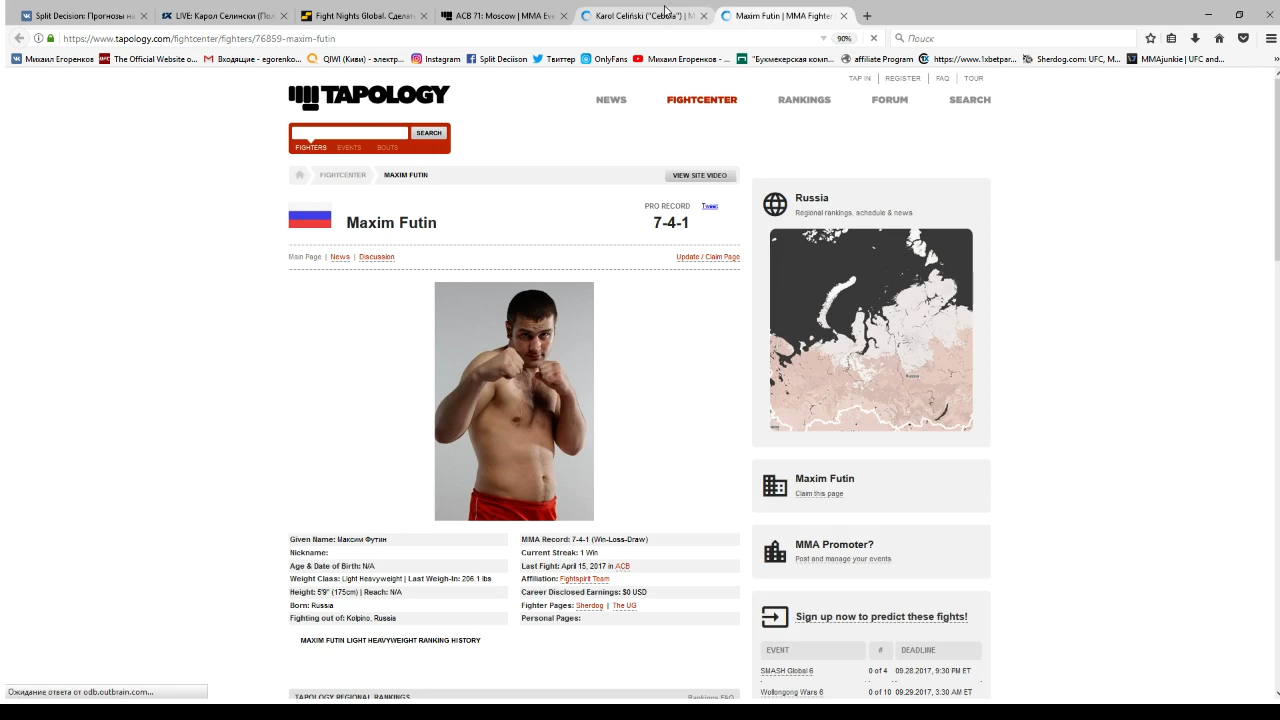 Split Decision: Прогнозы на
LIVE: Карол Селински (Пол
Fight Nights Global. Сделать
ACB 71: Moscow | MMA Eve
Karol Celiński ("Cebula") | M
Maxim Futin | MMA Fighter
https://www.tapology.com/fightcenter/fighters/76859-maxim-futin
90%
Поиск
Михаил Егоренков
The Official Website o...
Входящие - egorenko...
QIWI (Киви) - электр...
Instagram
Split Deciison
Твиттер
OnlyFans
Михаил Егоренков - ...
"Букмекерская комп...
affiliate Program
https://www.1xbetpar...
Sherdog.com: UFC, M...
MMAjunkie | UFC and...
TAP IN
REGISTER
FAQ
TOUR
TAPOLOGY
NEWS
FIGHTCENTER
RANKINGS
FORUM
SEARCH
SEARCH
FIGHTERS
EVENTS
BOUTS
FIGHTCENTER
MAXIM FUTIN
VIEW SITE VIDEO
Maxim Futin
PRO RECORD
Tweet
7-4-1
Main Page | News | Discussion
Update / Claim Page
Given Name: Максим Футин
Nickname:
Age & Date of Birth: N/A
Weight Class: Light Heavyweight | Last Weigh-In: 206.1 lbs
Height: 5'9" (175cm) | Reach: N/A
Born: Russia
Fighting out of: Kolpino, Russia
MMA Record: 7-4-1 (Win-Loss-Draw)
Current Streak: 1 Win
Last Fight: April 15, 2017 in ACB
Affiliation: Fightspirit Team
Career Disclosed Earnings: $0 USD
Fighter Pages: Sherdog | The UG
Personal Pages:
MAXIM FUTIN LIGHT HEAVYWEIGHT RANKING HISTORY
TAPOLOGY REGIONAL RANKINGS
Rankings FAQ
Russia
Regional rankings, schedule & news
Russia
Maxim Futin
Claim this page
MMA Promoter?
Post and manage your events
Sign up now to predict these fights!
EVENT # DEADLINE
SMASH Global 6 0 of 4 09.28.2017, 9:30 PM ET
Wollongong Wars 6 0 of 10 09.29.2017, 3:30 AM ET
Ожидание ответа от odb.outbrain.com...